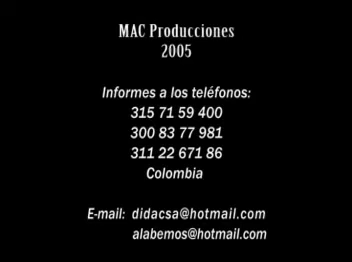 MAC Producciones
2005
Informes a los teléfonos:
315 71 59 400
300 83 77 981
311 22 671 86
Colombia
E-mail: didacsa@hotmail.com
alabemos@hotmail.com